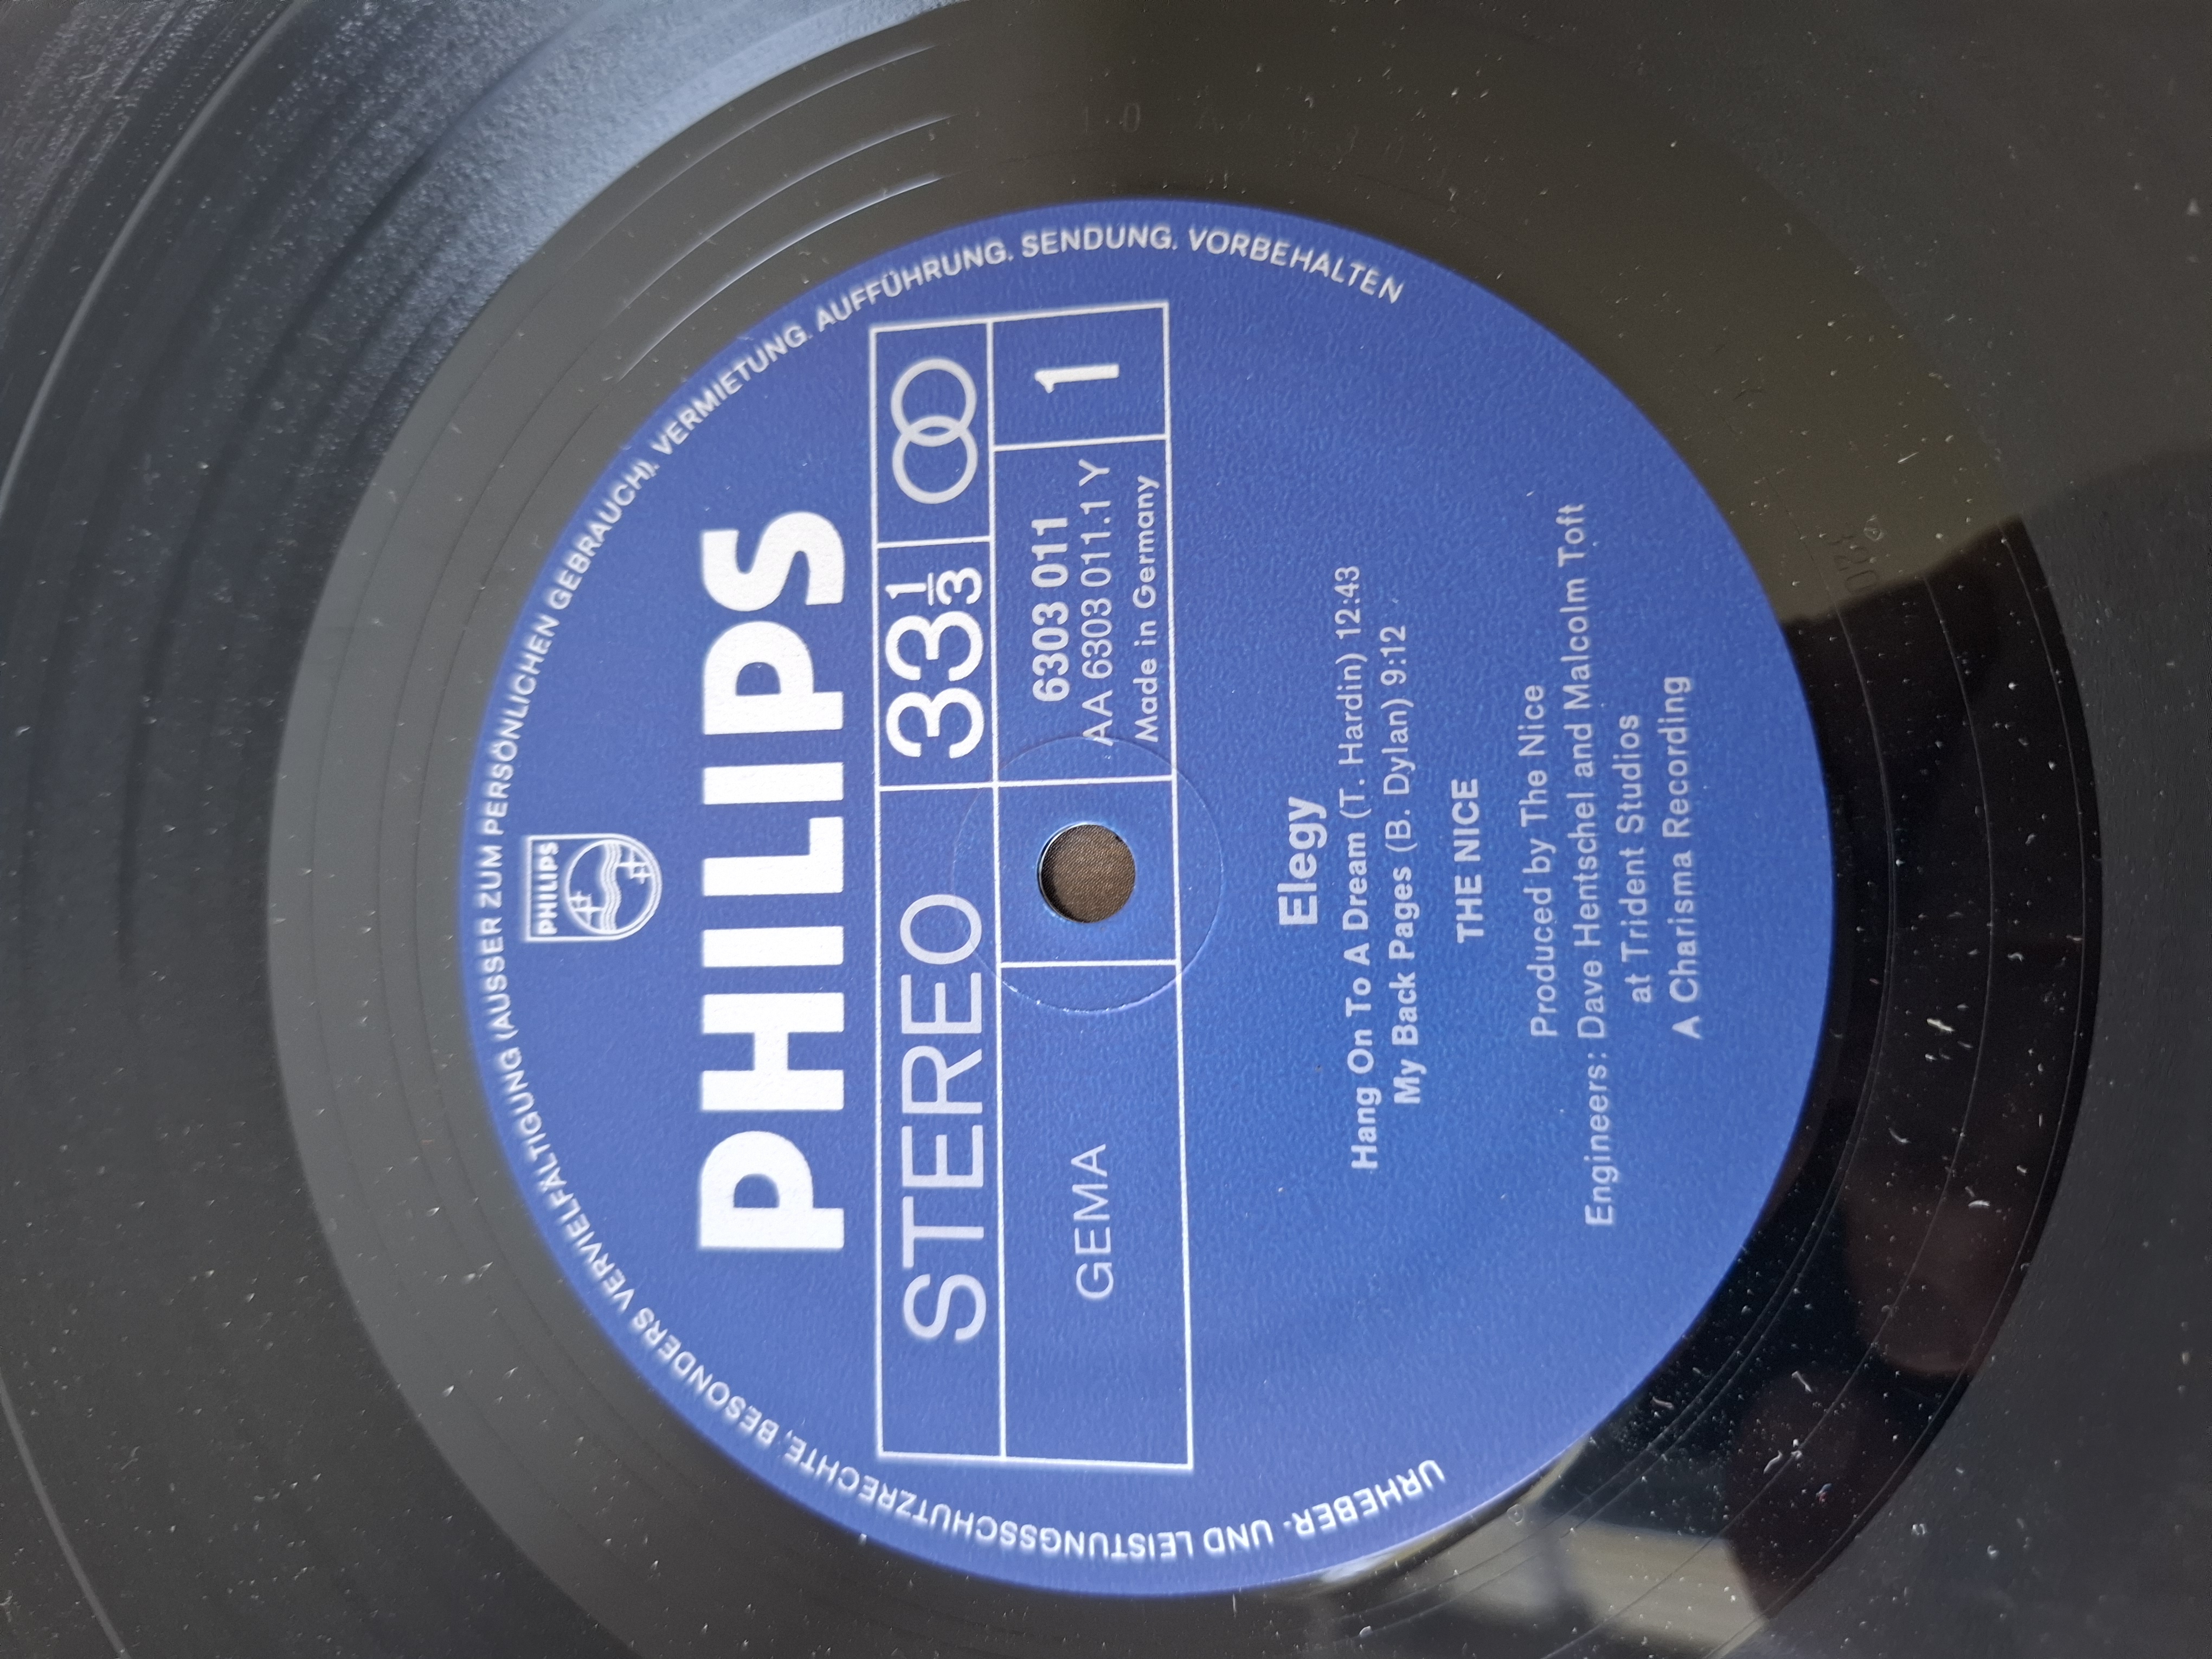 URHEBER- UND LEISTUNGSSCHUTZRECHTE, BESONDERS VERVIELFÄLTIGUNG (AUSSER ZUM PERSÖNLICHEN GEBRAUCH). VERMIETUNG. AUFFÜHRUNG. SENDUNG. VORBEHALTEN
PHILIPS
PHILIPS
STEREO 33 1/3
GEMA
6303 011
AA 6303 011.1 Y
Made in Germany
1
Elegy
Hang On To A Dream (T. Hardin) 12:43
My Back Pages (B. Dylan) 9:12
THE NICE
Produced by The Nice
Engineers: Dave Hentschel and Malcolm Toft
at Trident Studios
A Charisma Recording